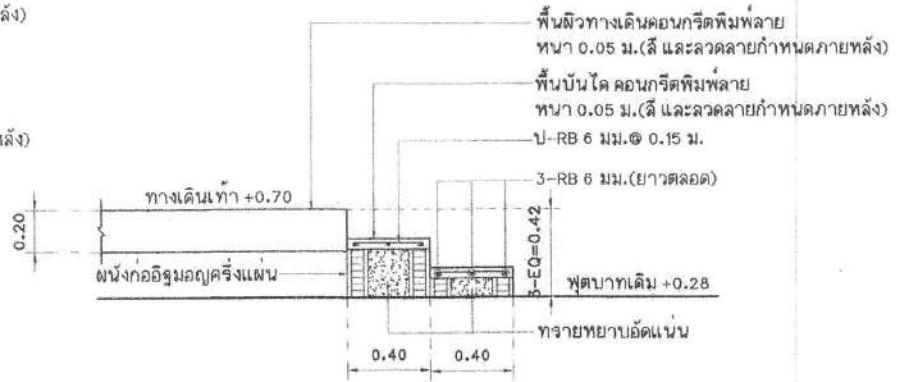 ลัง)
พื้นผิวทางเดินคอนกรีตพิมพ์ลาย
หนา 0.05 ม.(สี และลวดลายกำหนดภายหลัง)
พื้นบันได คอนกรีตพิมพ์ลาย
หนา 0.05 ม.(สี และลวดลายกำหนดภายหลัง)
หลัง)
ป-RB 6 มม.@ 0.15 ม.
3-RB 6 มม.(ยาวตลอด)
ทางเดินเท้า +0.70
0.20
3-EQ=0.42
ผนังก่ออิฐมอญครึ่งแผ่น
ฟุตบาทเดิม +0.28
ทรายหยาบอัดแน่น
0.40
0.40